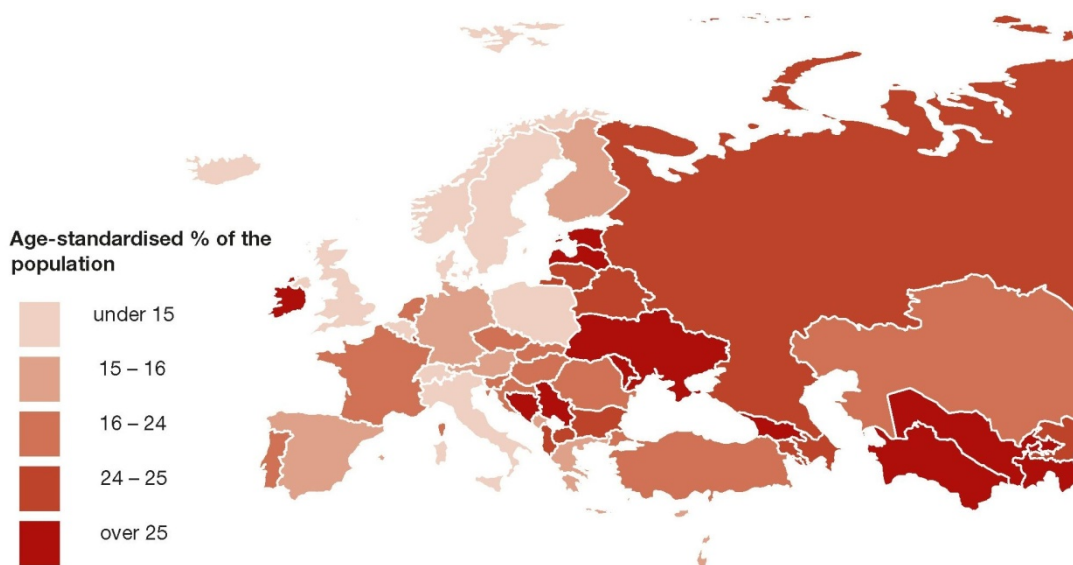 Age-standardised % of the
population
under 15
15 – 16
16 – 24
24 – 25
over 25